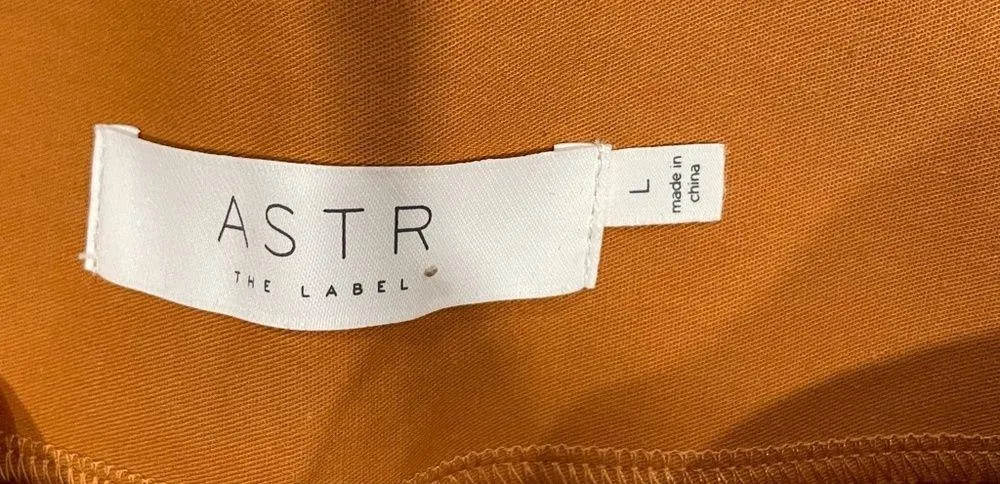 ASTR
THE LABEL
L
made in
china